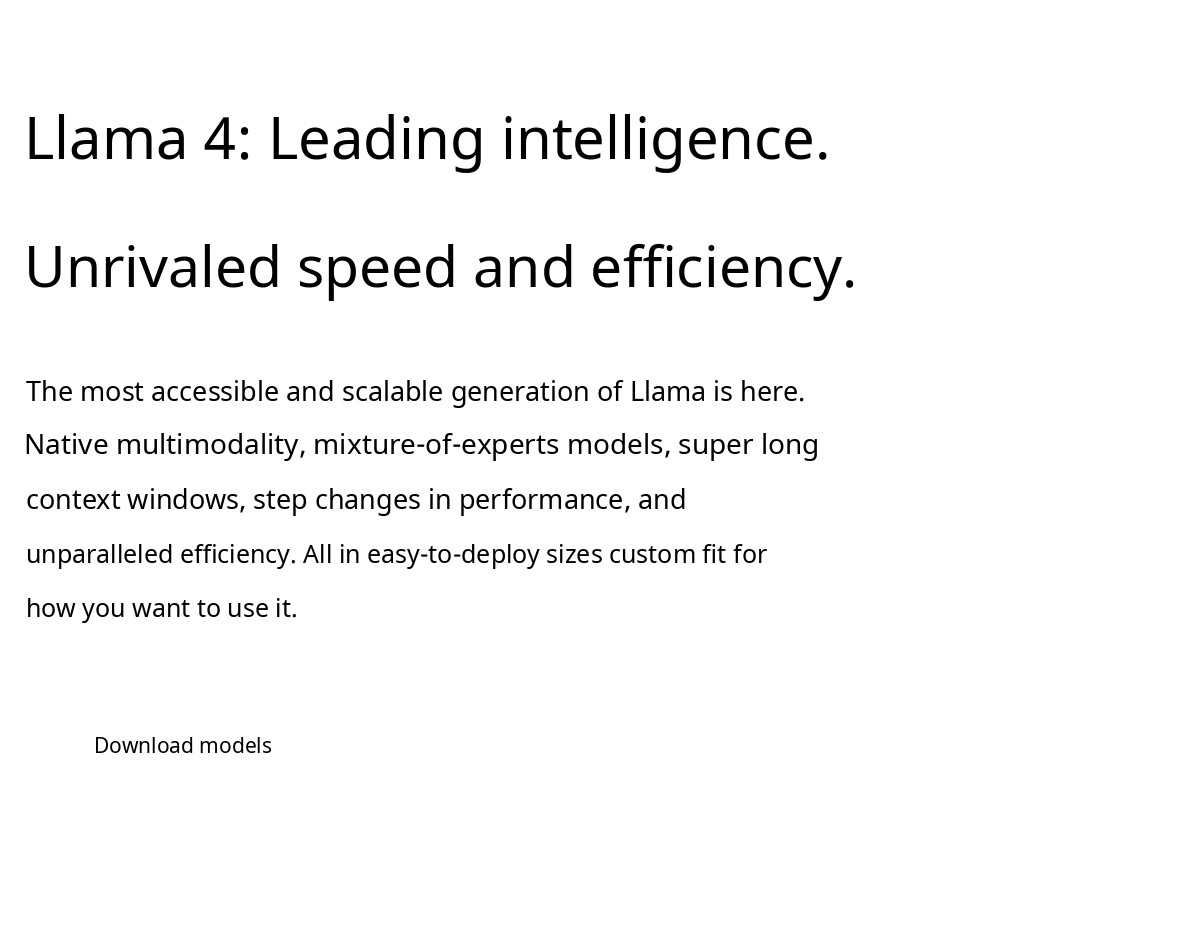 Llama 4: Leading intelligence.
Unrivaled speed and efficiency.
The most accessible and scalable generation of Llama is here.
Native multimodality, mixture-of-experts models, super long
context windows, step changes in performance, and
unparalleled efficiency. All in easy-to-deploy sizes custom fit for
how you want to use it.
Download models